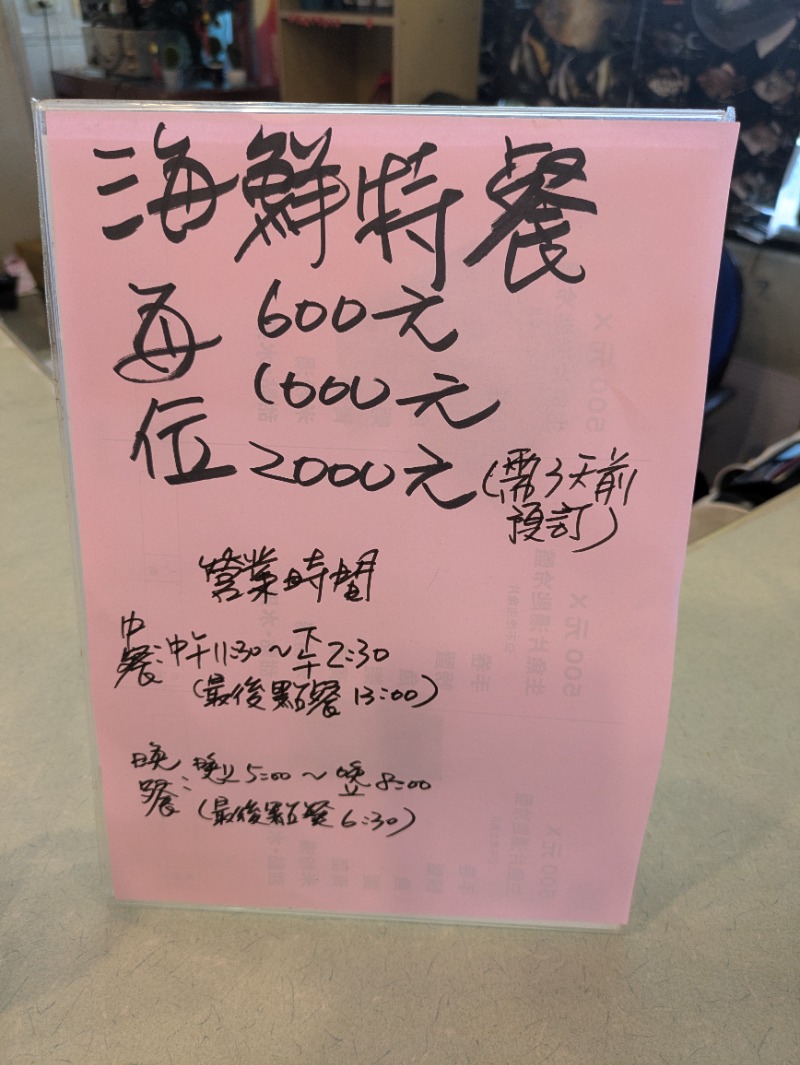 海鮮特餐
每位
600元
1000元
2000元(需3天前預訂)
營業時間
中餐:中午11:30~下午2:30
(最後點餐13:00)
晚餐:晚上5:00~晚上8:00
(最後點餐6:30)